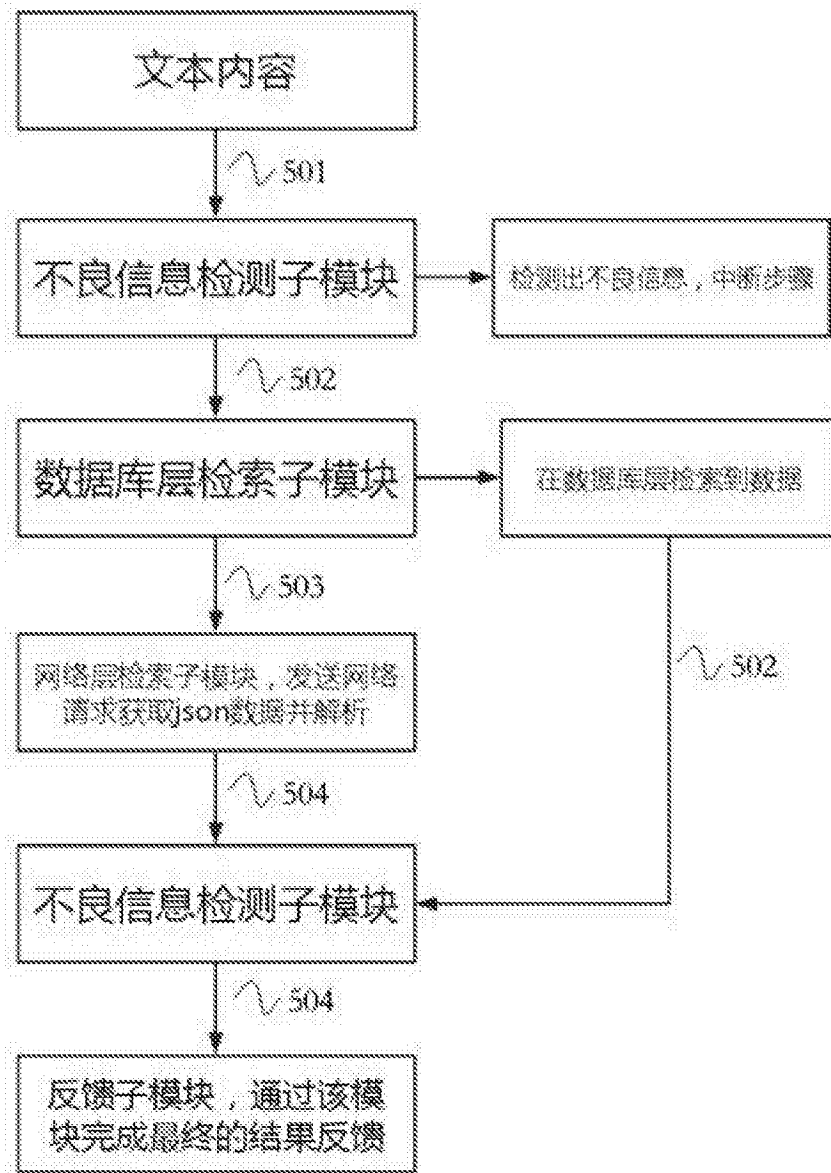 文本内容
501
不良信息检测子模块
检测出不良信息，中断步骤
502
数据库层检索子模块
在数据库层检索到数据
503
502
网络层检索子模块，发送网络
请求获取json数据并解析
504
不良信息检测子模块
504
反馈子模块，通过该模
块完成最终的结果反馈